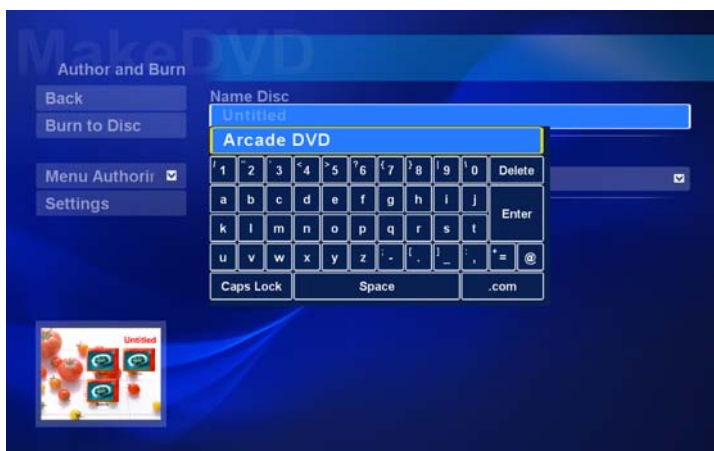 MakeDVD
Author and Burn
Back
Burn to Disc
Menu Authorir
Settings
Name Disc
Untitled
Arcade DVD
1 2 3 4 5 6 7 8 9 0 Delete
a b c d e f g h i j
Enter
k l m n o p q r s t
u v w x y z - . _ , = @
Caps Lock Space .com
Untitled